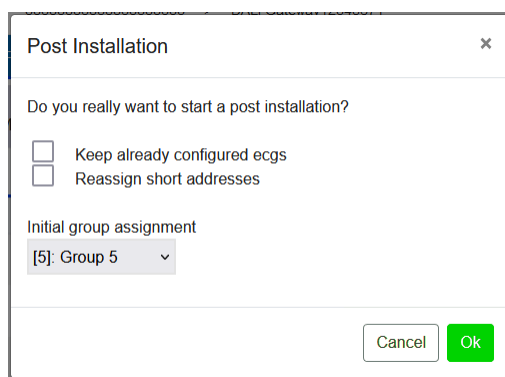 Post Installation
×
Do you really want to start a post installation?
Keep already configured ecgs
Reassign short addresses
Initial group assignment
[5]: Group 5
Cancel
Ok